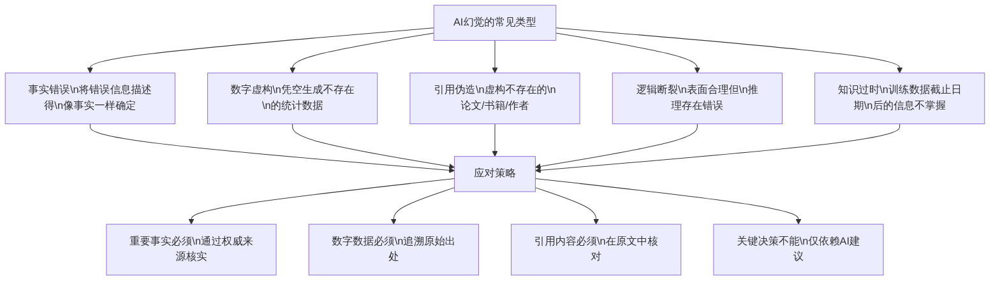 AI幻觉的常见类型
事实错误\n将错误信息描述
得\n像事实一样确定
数字虚构\n凭空生成不存在
\n的统计数据
引用伪造\n虚构不存在的\n
论文/书籍/作者
逻辑断裂\n表面合理但\n推
理存在错误
知识过时\n训练数据截止日
期\n后的信息不掌握
应对策略
重要事实必须\n通过权威来
源核实
数字数据必须\n追溯原始出
处
引用内容必须\n在原文中核
对
关键决策不能\n仅依赖AI建
议